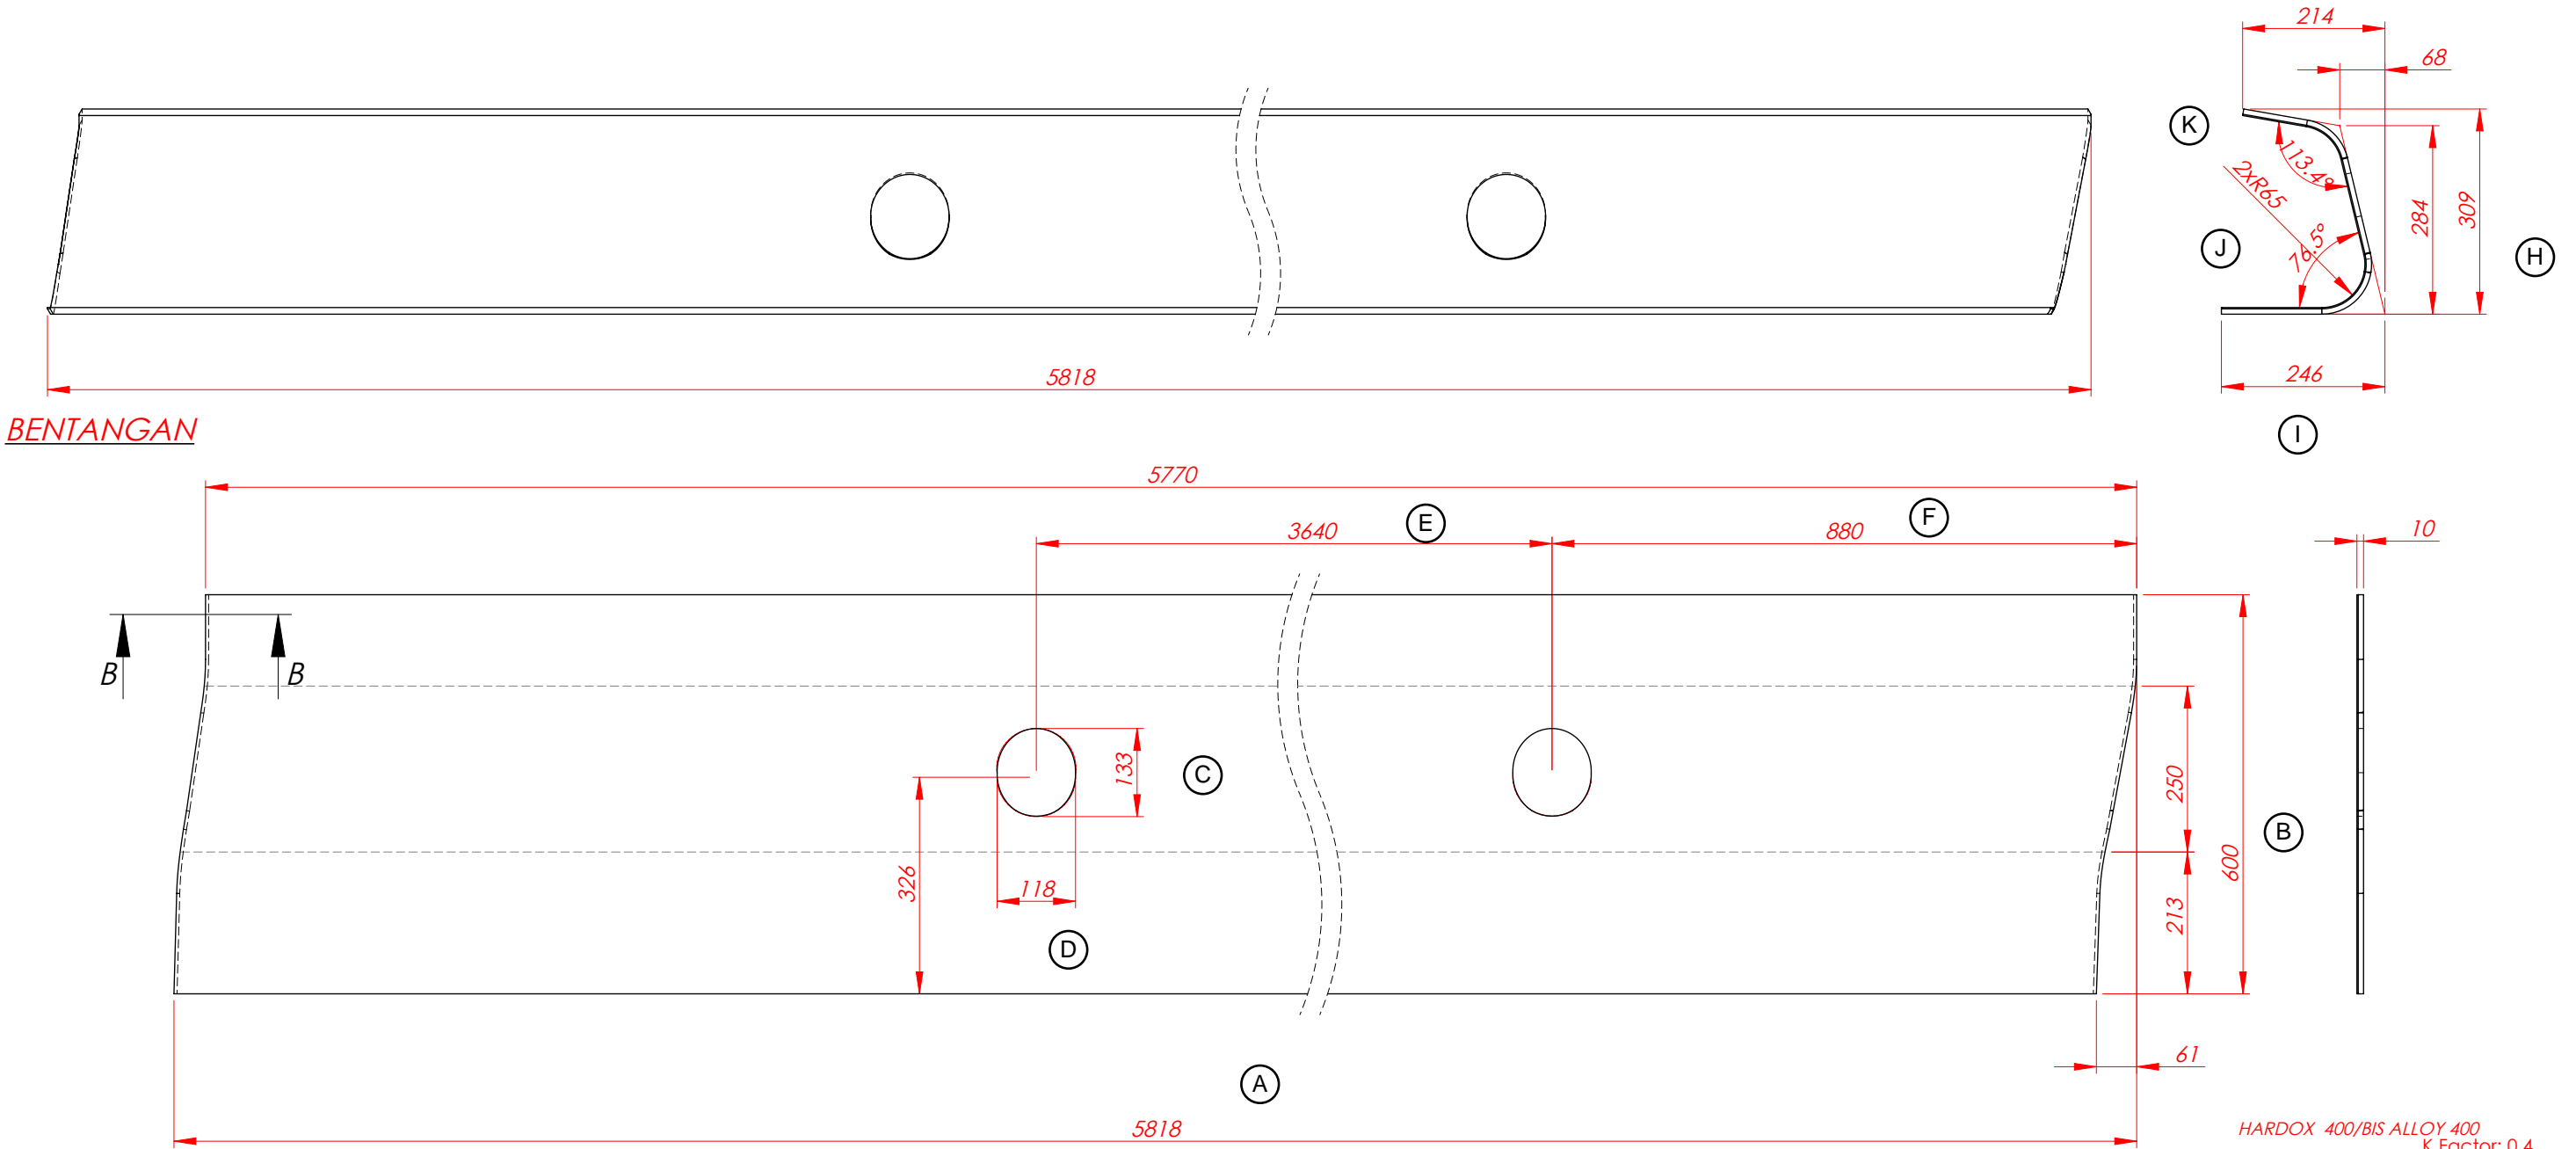 214
68
K
113.4°
2xR65
284
309
J
76.5°
H
5818
246
BENTANGAN
I
5770
E
F
3640
880
10
B
B
133
C
250
B
326
118
600
213
D
61
A
5818
HARDOX 400/BIS ALLOY 400
K Factor: 0.4